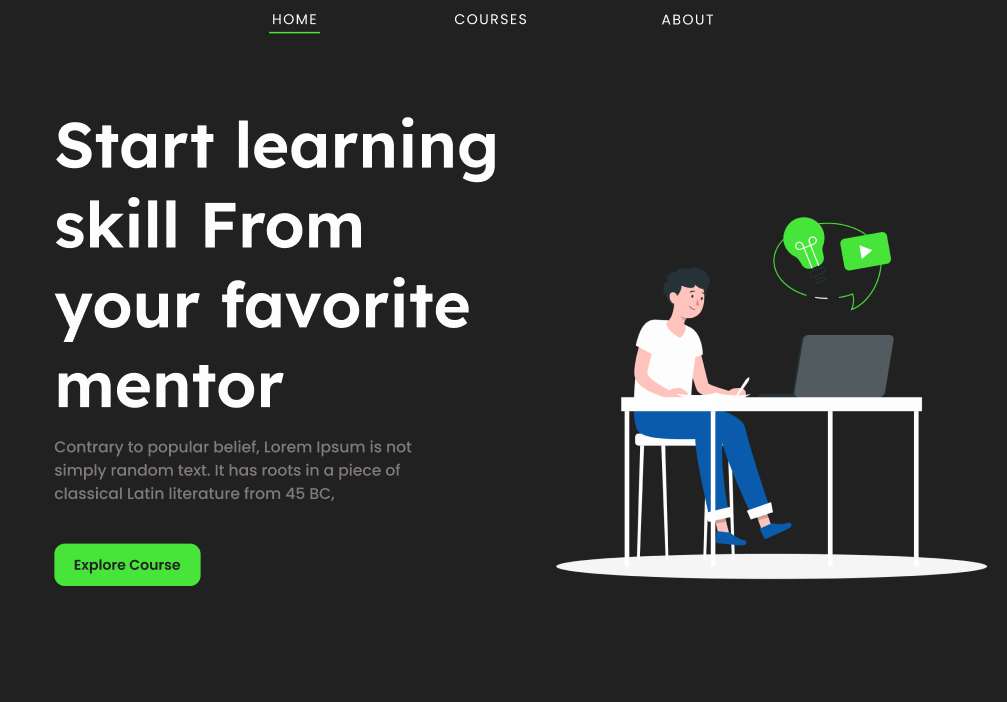 HOME
COURSES
ABOUT
Start learning
skill From
your favorite
mentor
Contrary to popular belief, Lorem Ipsum is not
simply random text. It has roots in a piece of
classical Latin literature from 45 BC,
Explore Course